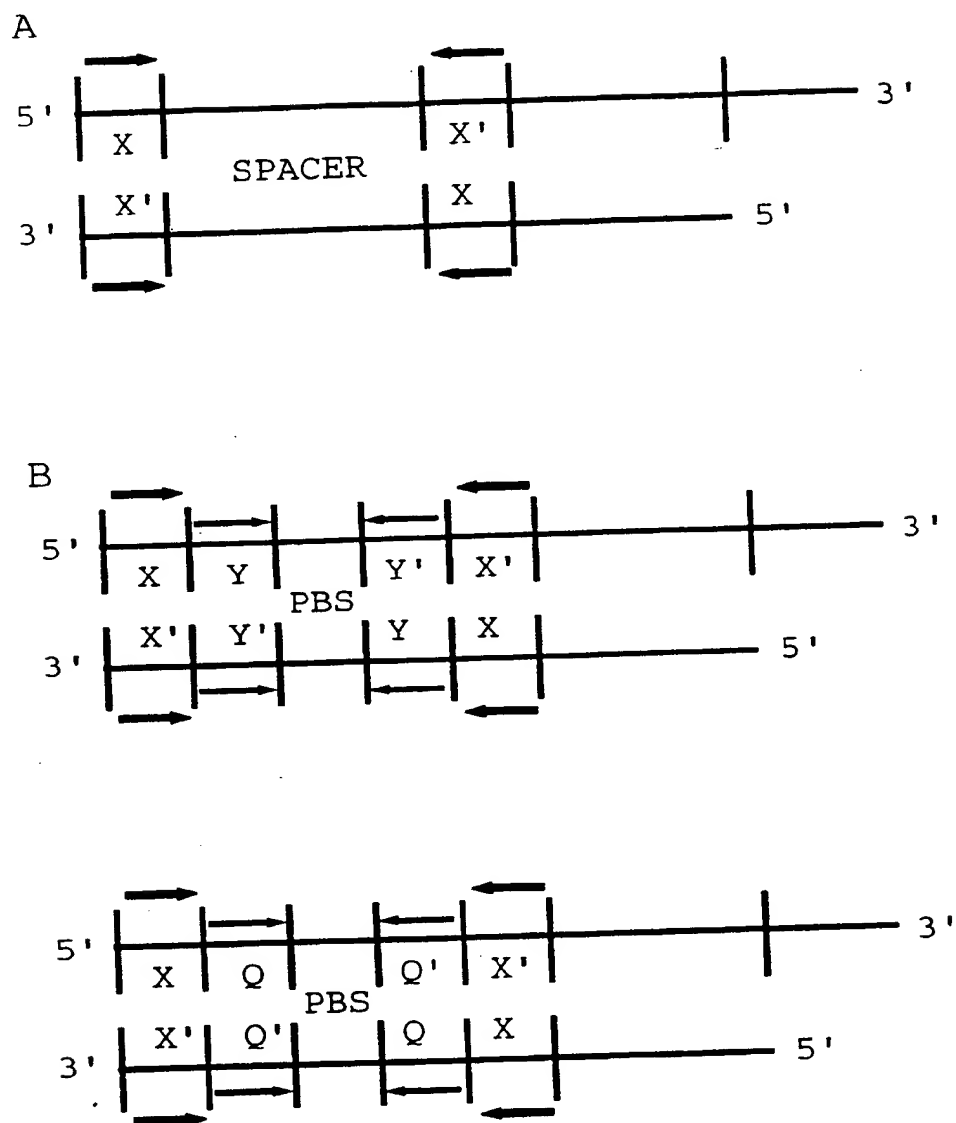 A
5' 3'
X X'
SPACER
X' X
3' 5'
B
5' 3'
X Y Y' X'
PBS
X' Y' Y X
3' 5'
5' 3'
X Q Q' X'
PBS
X' Q' Q X
3' 5'